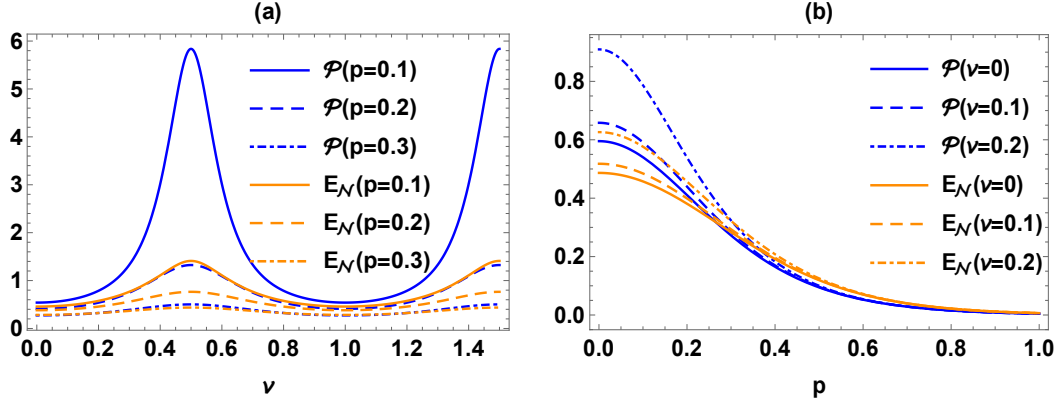 (a)
6
5
4
3
2
1
0
0.0 0.2 0.4 0.6 0.8 1.0 1.2 1.4
ν
𝒫(p=0.1)
𝒫(p=0.2)
𝒫(p=0.3)
E𝒩(p=0.1)
E𝒩(p=0.2)
E𝒩(p=0.3)
(b)
0.8
0.6
0.4
0.2
0.0
0.0 0.2 0.4 0.6 0.8 1.0
p
𝒫(ν=0)
𝒫(ν=0.1)
𝒫(ν=0.2)
E𝒩(ν=0)
E𝒩(ν=0.1)
E𝒩(ν=0.2)